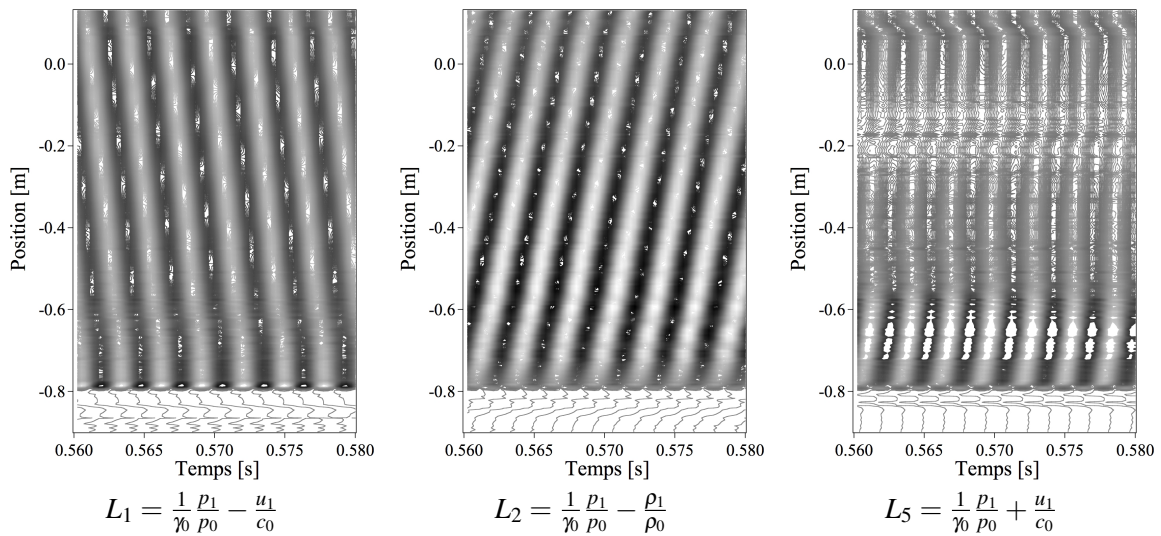 Position [m]
0.0
-0.2
-0.4
-0.6
-0.8
0.560 0.565 0.570 0.575 0.580
Temps [s]
L₁ = 1/γ₀ p₁/p₀ − u₁/c₀
Position [m]
0.0
-0.2
-0.4
-0.6
-0.8
0.560 0.565 0.570 0.575 0.580
Temps [s]
L₂ = 1/γ₀ p₁/p₀ − ρ₁/ρ₀
Position [m]
0.0
-0.2
-0.4
-0.6
-0.8
0.560 0.565 0.570 0.575 0.580
Temps [s]
L₅ = 1/γ₀ p₁/p₀ + u₁/c₀